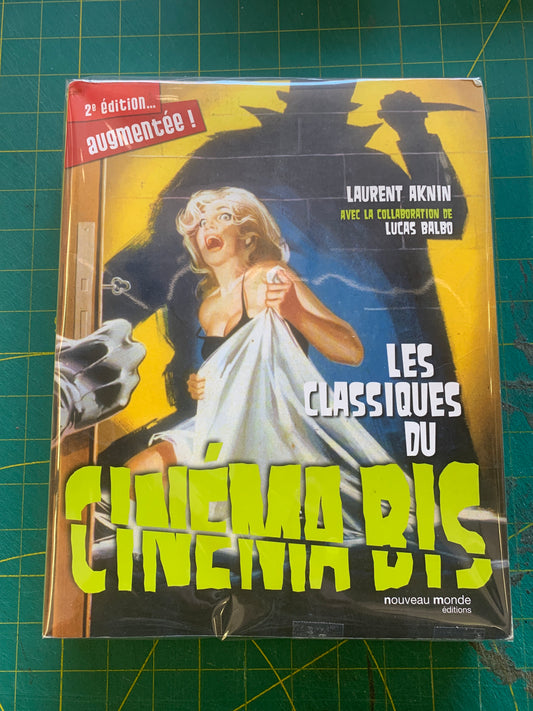 2e édition...
augmentée !
LAURENT AKNIN
AVEC LA COLLABORATION DE
LUCAS BALBO
LES
CLASSIQUES
DU
CINÉMA BIS
nouveau monde
éditions